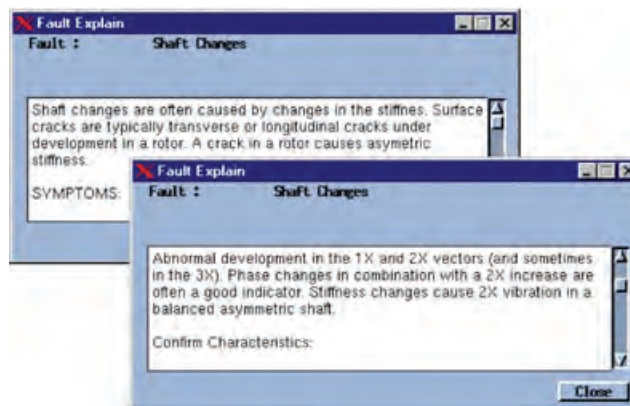 Fault Explain
Fault : Shaft Changes
Shaft changes are often caused by changes in the stiffnes. Surface
cracks are typically transverse or longitudinal cracks under
development in a rotor. A crack in a rotor causes asymetric
stiffness.
SYMPTOMS:
Fault Explain
Fault : Shaft Changes
Abnormal development in the 1X and 2X vectors (and sometimes
in the 3X). Phase changes in combination with a 2X increase are
often a good indicator. Stiffness changes cause 2X vibration in a
balanced asymmetric shaft.
Confirm Characteristics:
Close